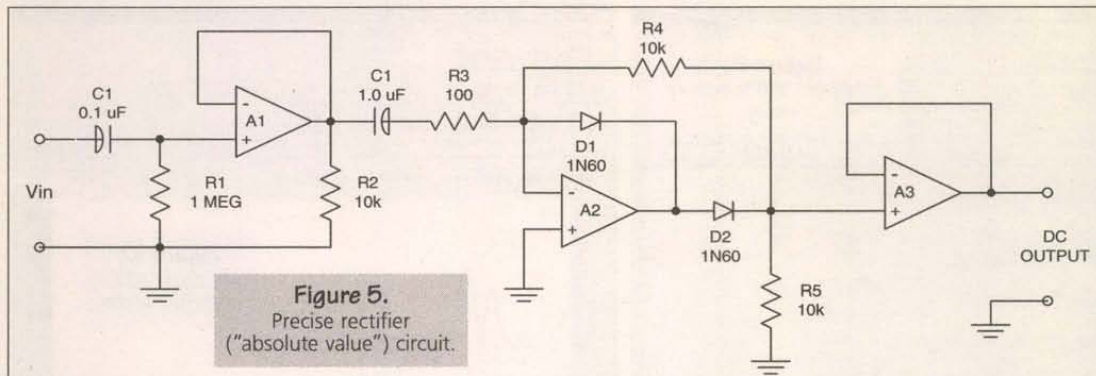 R4
10k
C1
0.1 uF
-
A1
+
C1
1.0 uF
R3
100
D1
1N60
-
A2
+
-
A3
+
Vin
R1
1 MEG
R2
10k
D2
1N60
DC
OUTPUT
R5
10k
Figure 5.
Precise rectifier
("absolute value") circuit.